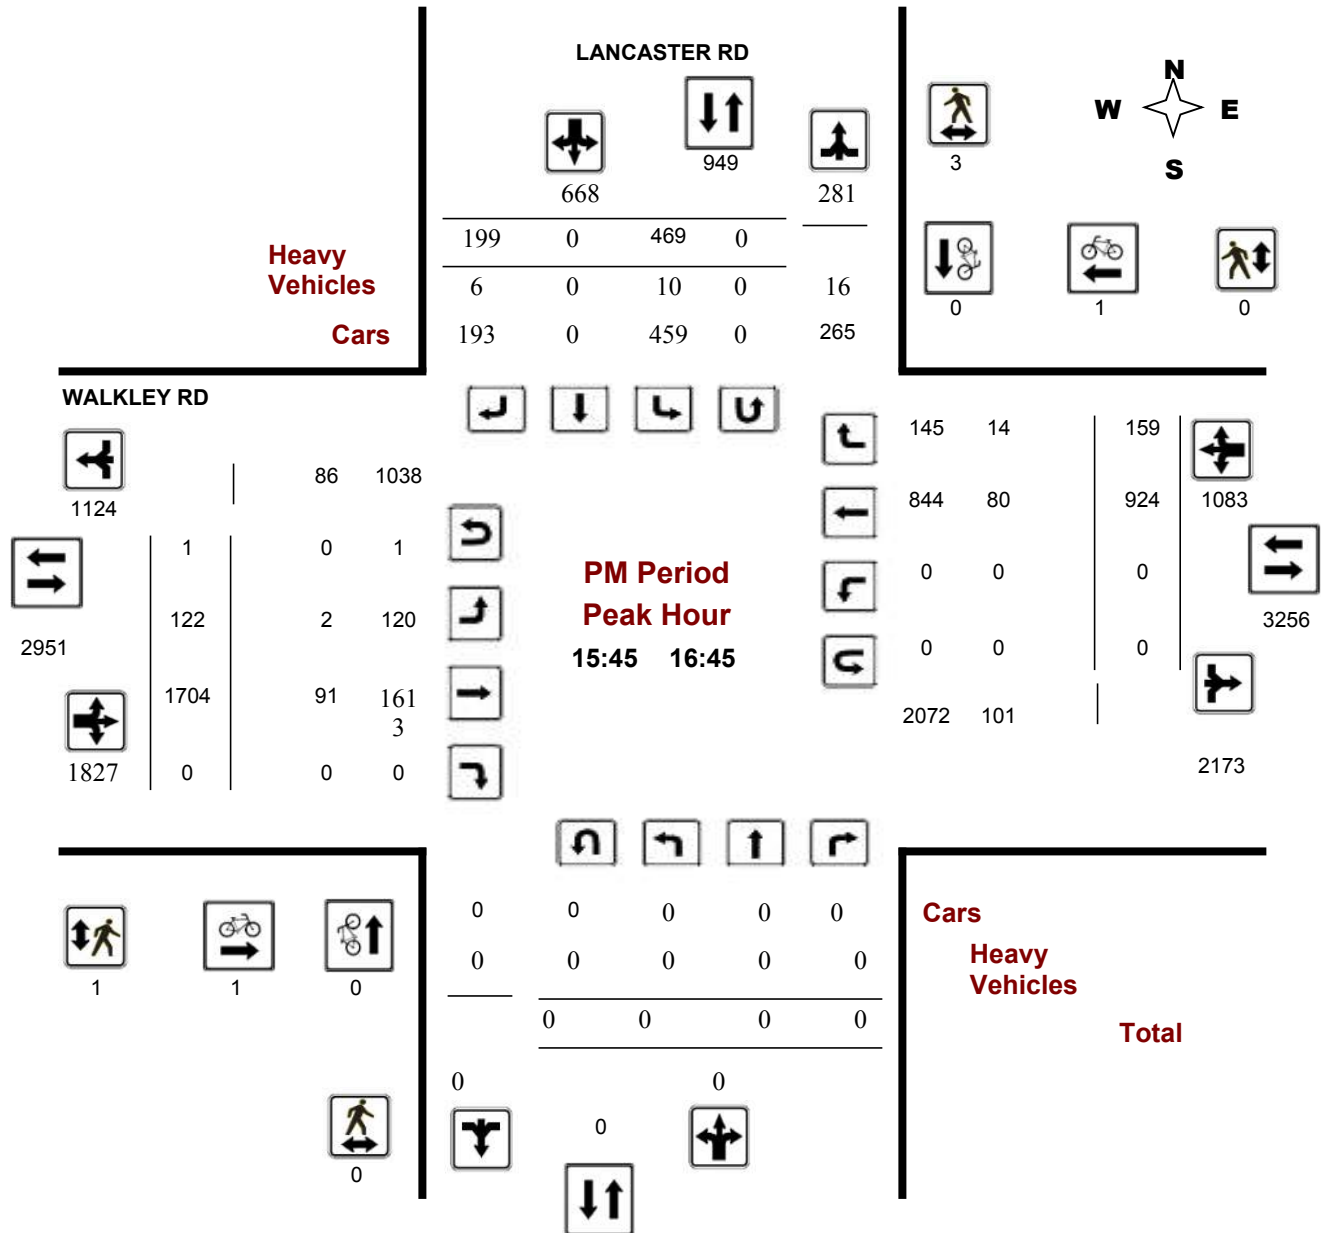 LANCASTER RD
N
W E
S
949
3
668 281
199 0 469 0
Heavy
Vehicles
6 0 10 0 16
0 1 0
Cars
193 0 459 0 265
WALKLEY RD
145 14 159
86 1038
1124
844 80 924 1083
1 0 1
PM Period
0 0 0
Peak Hour
122 2 120
3256
2951
15:45 16:45
0 0 0
1704 91 161
3
2072 101
1827 0 0 0
2173
0 0 0 0 0
Cars
0 0 0 0 0
Heavy
Vehicles
1 1 0
0 0 0 0
Total
0 0
0
0